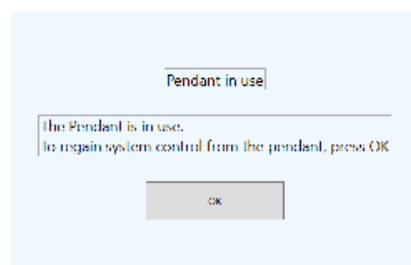 Pendant in use
The Pendant is in use.
To regain system control from the pendant, press OK
OK